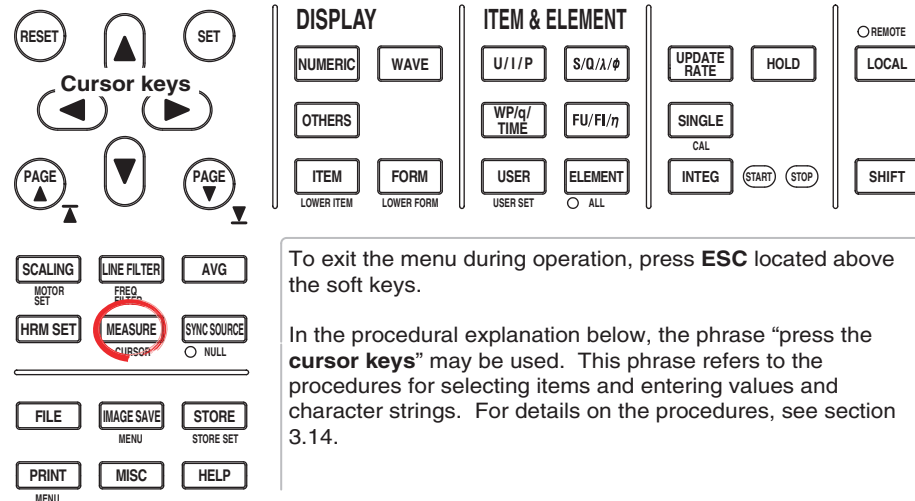 RESET
SET
Cursor keys
PAGE
PAGE
DISPLAY
NUMERIC WAVE
OTHERS
ITEM FORM
LOWER ITEM LOWER FORM
ITEM & ELEMENT
U/I/P S/Q/λ/ø
WP/q/
TIME
FU/FI/η
USER ELEMENT
USER SET ALL
UPDATE
RATE
HOLD
SINGLE
CAL
INTEG START STOP
REMOTE
LOCAL
SHIFT
SCALING LINE FILTER AVG
MOTOR
SET
FREQ
FILTER
HRM SET MEASURE SYNC SOURCE
CURSOR NULL
FILE IMAGE SAVE STORE
MENU STORE SET
PRINT MISC HELP
MENU
To exit the menu during operation, press ESC located above
the soft keys.
In the procedural explanation below, the phrase “press the
cursor keys” may be used. This phrase refers to the
procedures for selecting items and entering values and
character strings. For details on the procedures, see section
3.14.